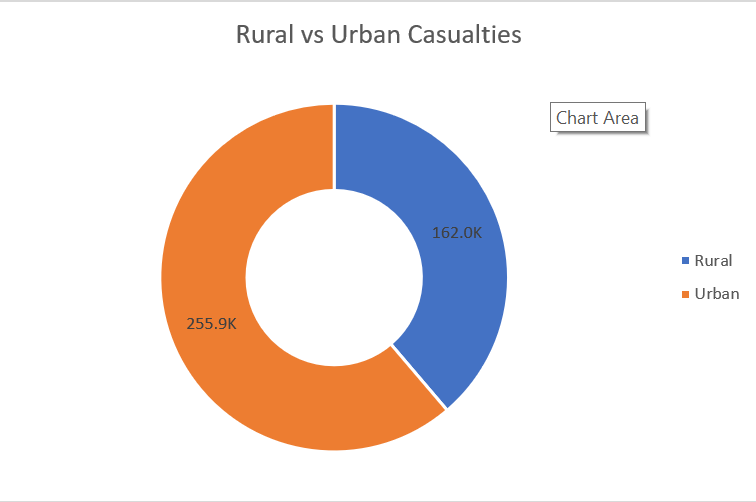 Rural vs Urban Casualties
Chart Area
162.0K
Rural
Urban
255.9K